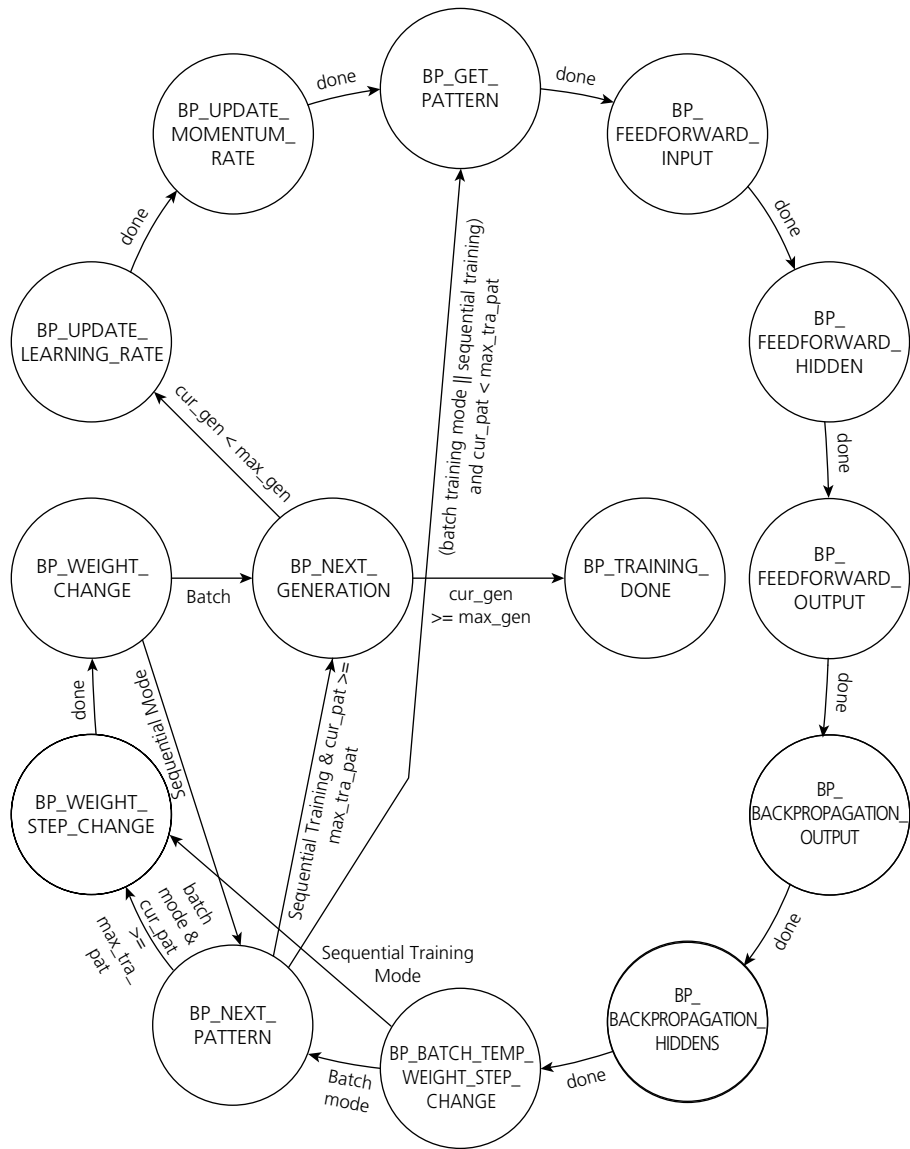 BP_GET_
PATTERN
done
BP_
FEEDFORWARD_
INPUT
done
BP_
FEEDFORWARD_
HIDDEN
done
BP_
FEEDFORWARD_
OUTPUT
done
BP_
BACKPROPAGATION_
OUTPUT
done
BP_
BACKPROPAGATION_
HIDDENS
done
BP_BATCH_TEMP_
WEIGHT_STEP_
CHANGE
Batch
mode
Sequential Training
Mode
BP_NEXT_
PATTERN
batch
mode &
cur_pat
>=
max_tra_
pat
BP_WEIGHT_
STEP_CHANGE
done
BP_WEIGHT_
CHANGE
Sequential Mode
Batch
BP_NEXT_
GENERATION
Sequential Training & cur_pat >=
max_tra_pat
(batch training mode || sequential training)
and cur_pat < max_tra_pat
cur_gen
>= max_gen
BP_TRAINING_
DONE
cur_gen < max_gen
BP_UPDATE_
LEARNING_RATE
done
BP_UPDATE_
MOMENTUM_
RATE
done